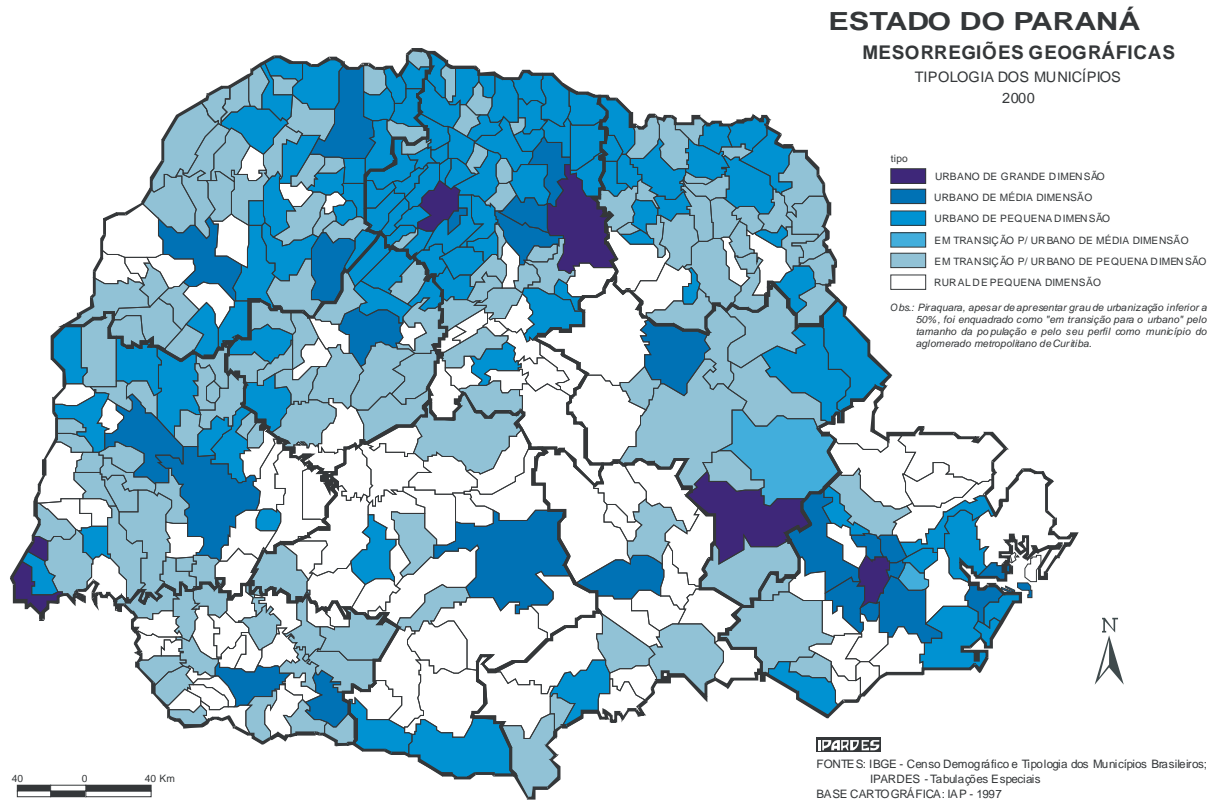 ESTADO DO PARANÁ
MESORREGIÕES GEOGRÁFICAS
TIPOLOGIA DOS MUNICÍPIOS
2000
tipo
URBANO DE GRANDE DIMENSÃO
URBANO DE MÉDIA DIMENSÃO
URBANO DE PEQUENA DIMENSÃO
EM TRANSIÇÃO P/ URBANO DE MÉDIA DIMENSÃO
EM TRANSIÇÃO P/ URBANO DE PEQUENA DIMENSÃO
RURAL DE PEQUENA DIMENSÃO
Obs.: Piraquara, apesar de apresentar grau de urbanização inferior a
50%, foi enquadrado como "em transição para o urbano" pelo
tamanho da população e pelo seu perfil como município do
aglomerado metropolitano de Curitiba.
N
IPARDES
FONTES: IBGE - Censo Demográfico e Tipologia dos Municípios Brasileiros;
IPARDES - Tabulações Especiais
BASE CARTOGRÁFICA: IAP - 1997
40 0 40 Km